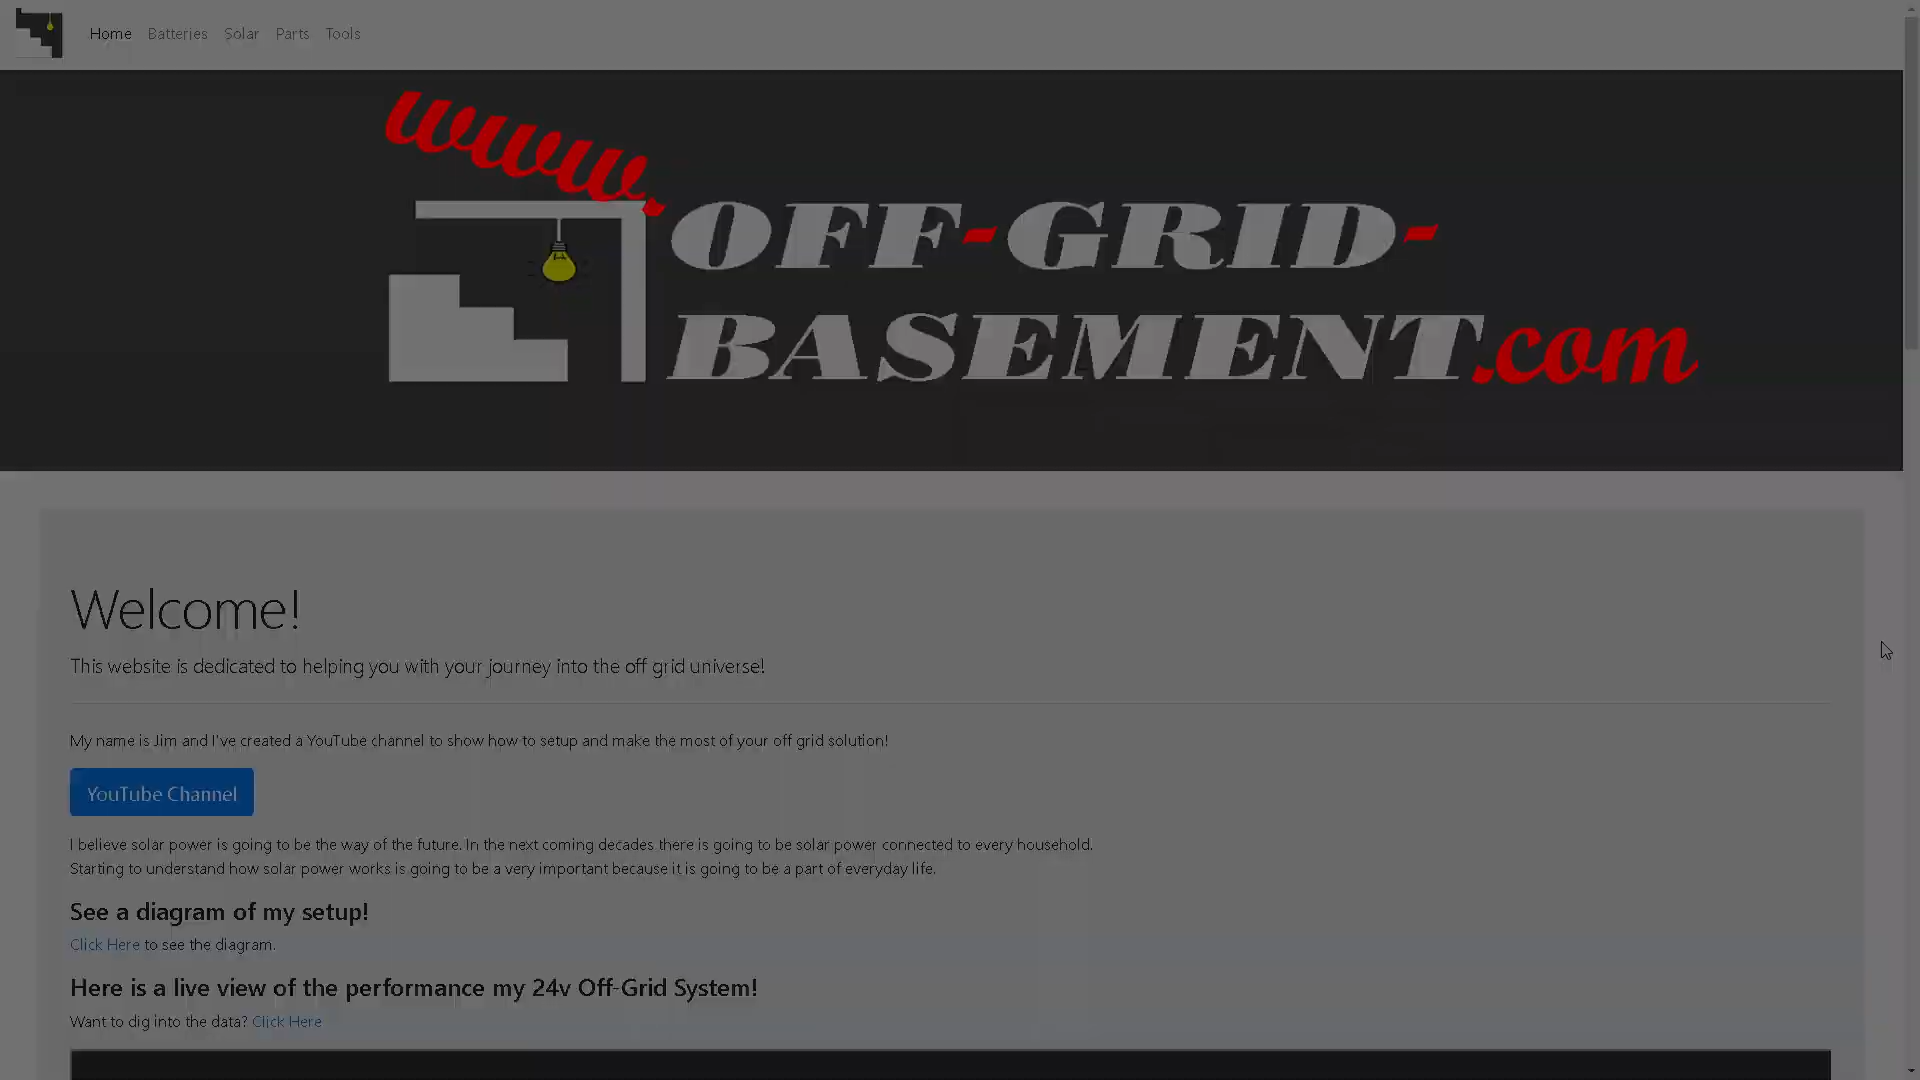 Home Batteries Solar Parts Tools
www.
OFF-GRID-
BASEMENT.com
Welcome!
This website is dedicated to helping you with your journey into the off grid universe!
My name is Jim and I've created a YouTube channel to show how to setup and make the most of your off grid solution!
YouTube Channel
I believe solar power is going to be the way of the future. In the next coming decades there is going to be solar power connected to every household.
Starting to understand how solar power works is going to be a very important because it is going to be a part of everyday life.
See a diagram of my setup!
Click Here to see the diagram.
Here is a live view of the performance my 24v Off-Grid System!
Want to dig into the data? Click Here